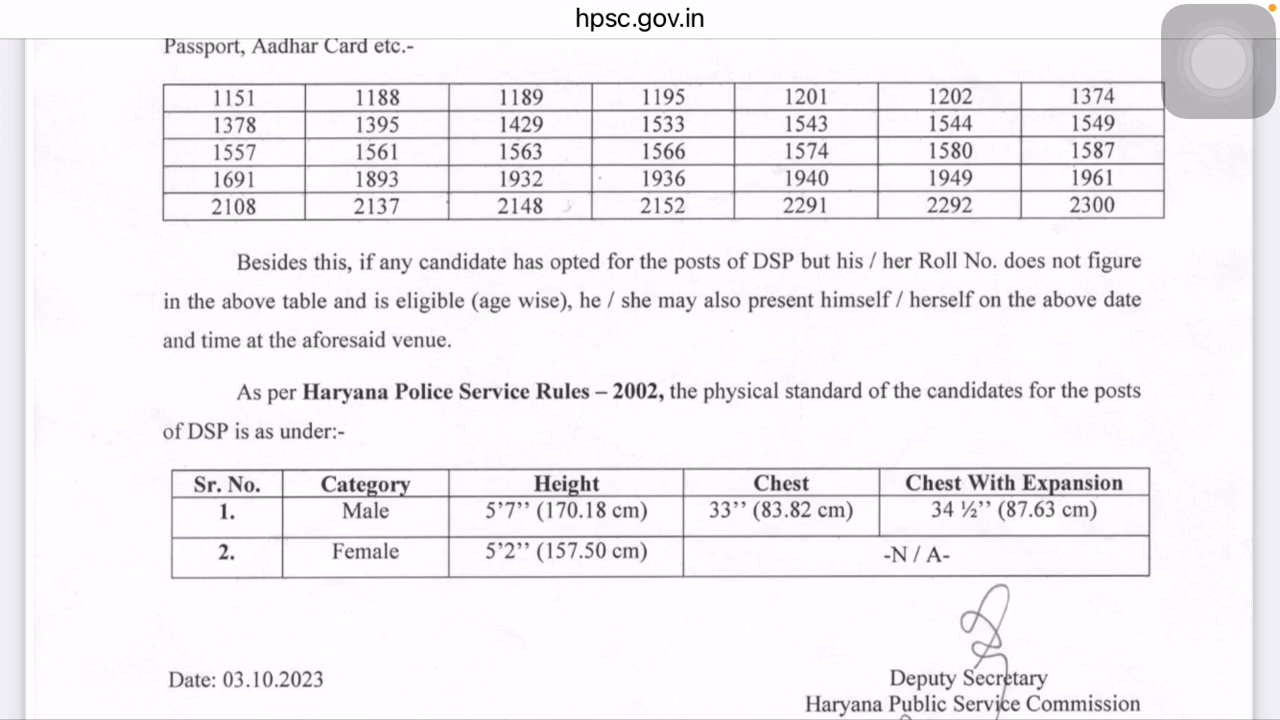 hpsc.gov.in
Passport, Aadhar Card etc.-
1151 1188 1189 1195 1201 1202 1374
1378 1395 1429 1533 1543 1544 1549
1557 1561 1563 1566 1574 1580 1587
1691 1893 1932 1936 1940 1949 1961
2108 2137 2148 2152 2291 2292 2300
Besides this, if any candidate has opted for the posts of DSP but his / her Roll No. does not figure
in the above table and is eligible (age wise), he / she may also present himself / herself on the above date
and time at the aforesaid venue.
As per Haryana Police Service Rules – 2002, the physical standard of the candidates for the posts
of DSP is as under:-
Sr. No. Category Height Chest Chest With Expansion
1. Male 5’7’’ (170.18 cm) 33’’ (83.82 cm) 34 ½’’ (87.63 cm)
2. Female 5’2’’ (157.50 cm) -N / A-
Date: 03.10.2023
Deputy Secretary
Haryana Public Service Commission